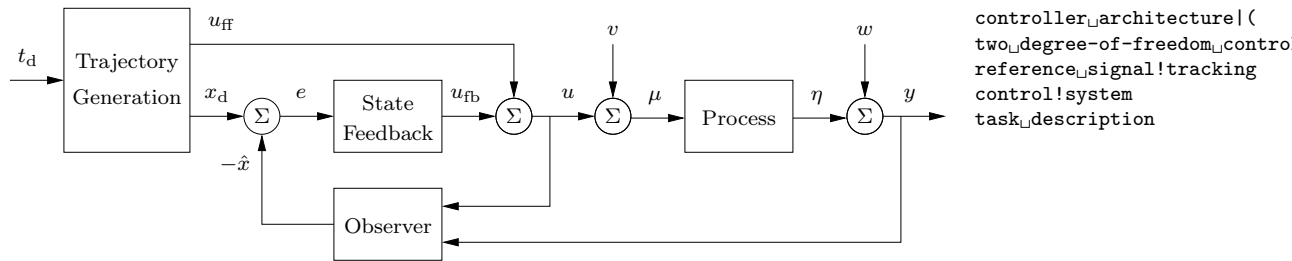 t_d
Trajectory
Generation
u_ff
x_d
Σ
e
State
Feedback
u_fb
Σ
u
v
Σ
μ
Process
η
w
Σ
y
−x̂
Observer
controller␣architecture|(
two␣degree-of-freedom␣control
reference␣signal!tracking
control!system
task␣description